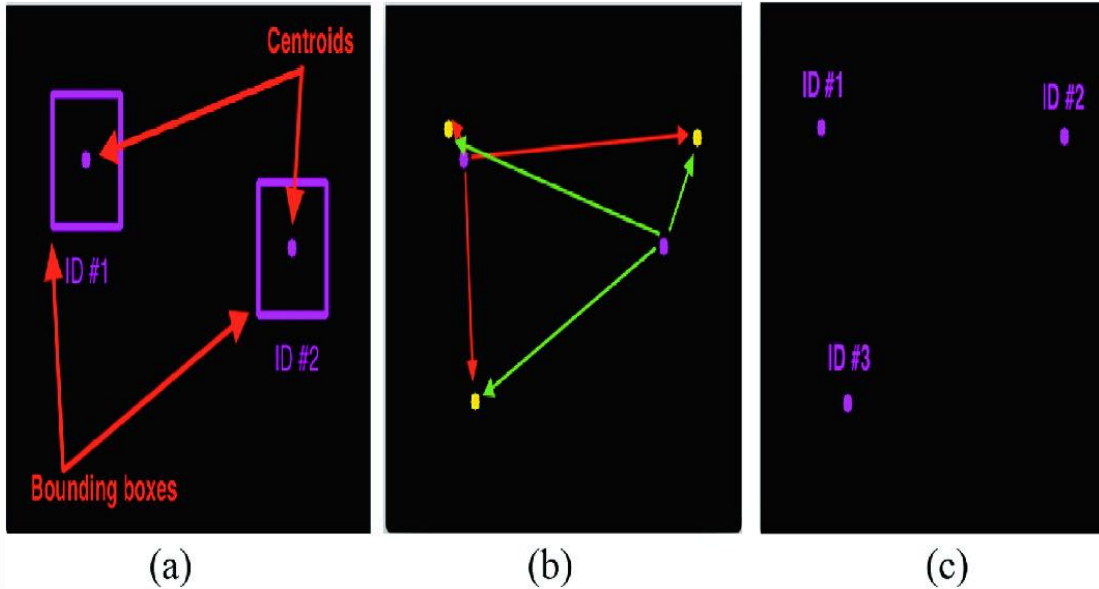 Centroids
ID #1
ID #2
Bounding boxes
ID #1
ID #2
ID #3
(a)
(b)
(c)